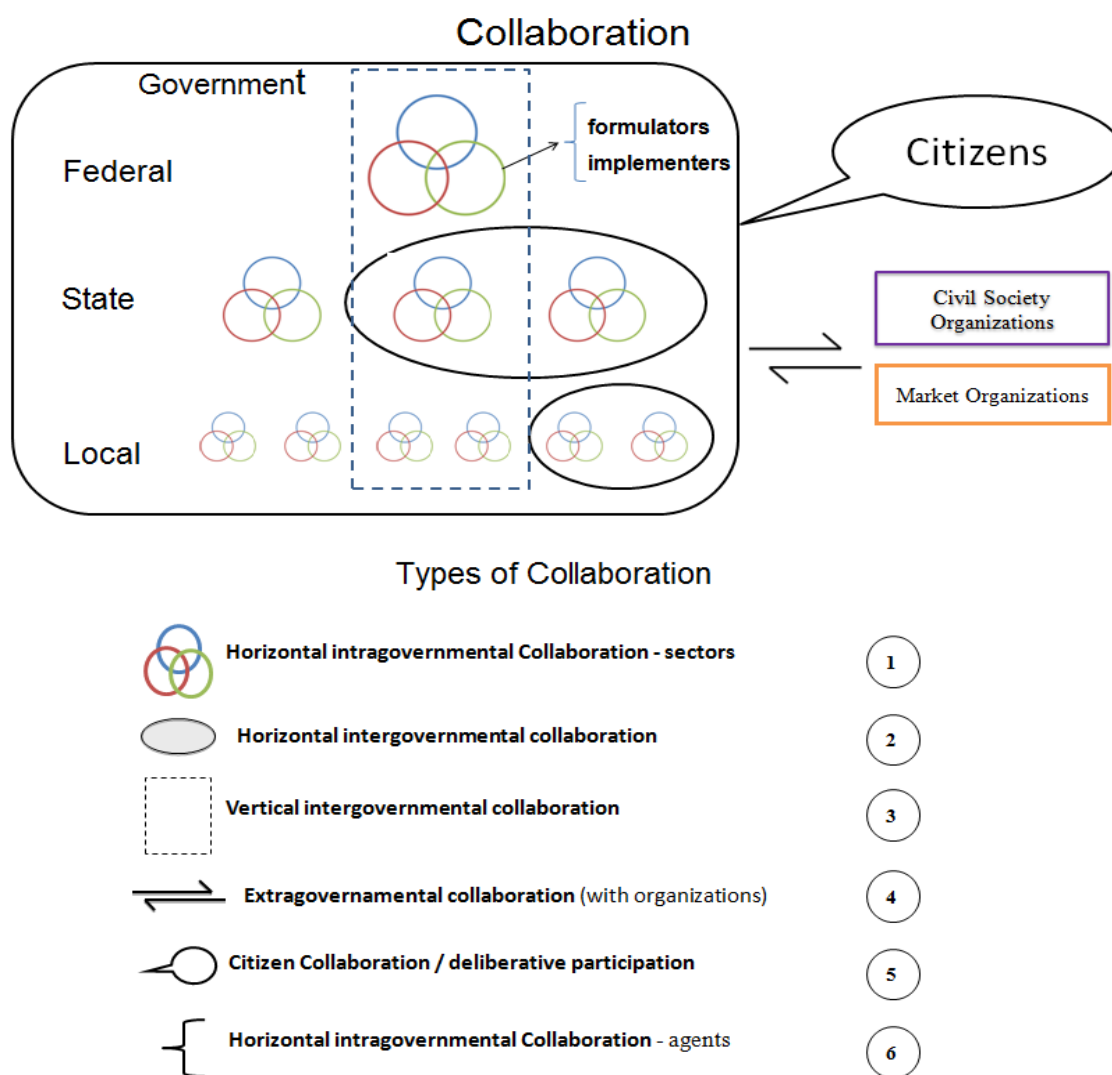 Collaboration
Government
Federal
formulators
implementers
Citizens
State
Civil Society
Organizations
Market Organizations
Local
Types of Collaboration
Horizontal intragovernmental Collaboration - sectors
1
Horizontal intergovernmental collaboration
2
Vertical intergovernmental collaboration
3
Extragovernamental collaboration (with organizations)
4
Citizen Collaboration / deliberative participation
5
Horizontal intragovernmental Collaboration - agents
6